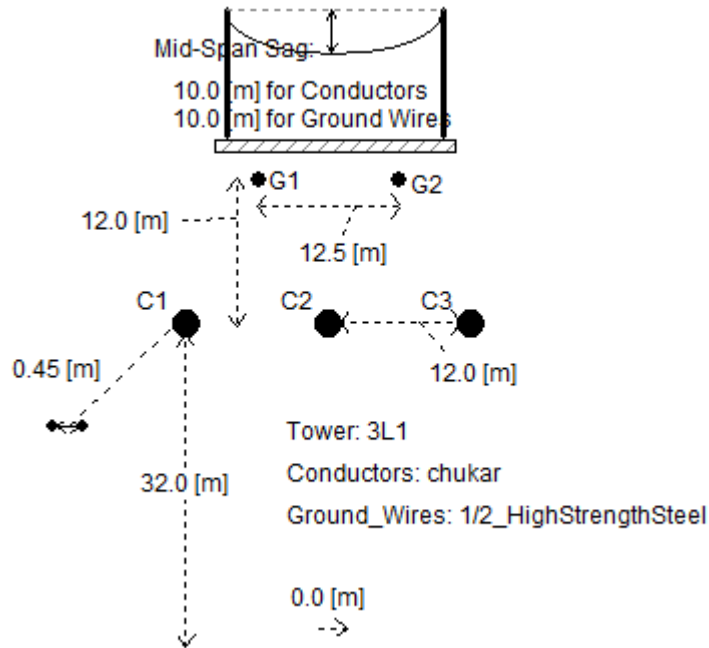 Mid-Span Sag:
10.0 [m] for Conductors
10.0 [m] for Ground Wires
G1
G2
12.0 [m]
12.5 [m]
C1
C2
C3
0.45 [m]
12.0 [m]
Tower: 3L1
Conductors: chukar
32.0 [m]
Ground_Wires: 1/2_HighStrengthSteel
0.0 [m]